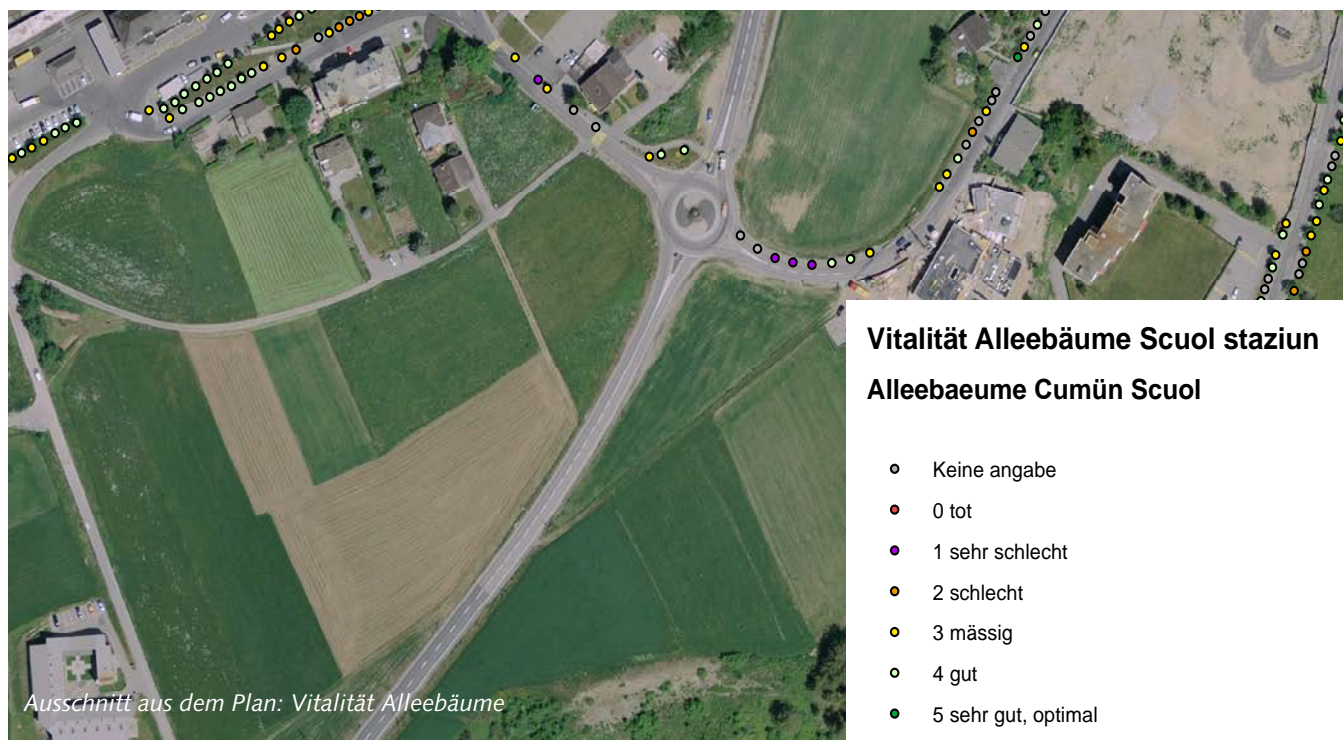 Vitalität Alleebäume Scuol staziun
Alleebaeume Cumün Scuol
Keine angabe
0 tot
1 sehr schlecht
2 schlecht
3 mässig
4 gut
5 sehr gut, optimal
Ausschnitt aus dem Plan: Vitalität Alleebäume